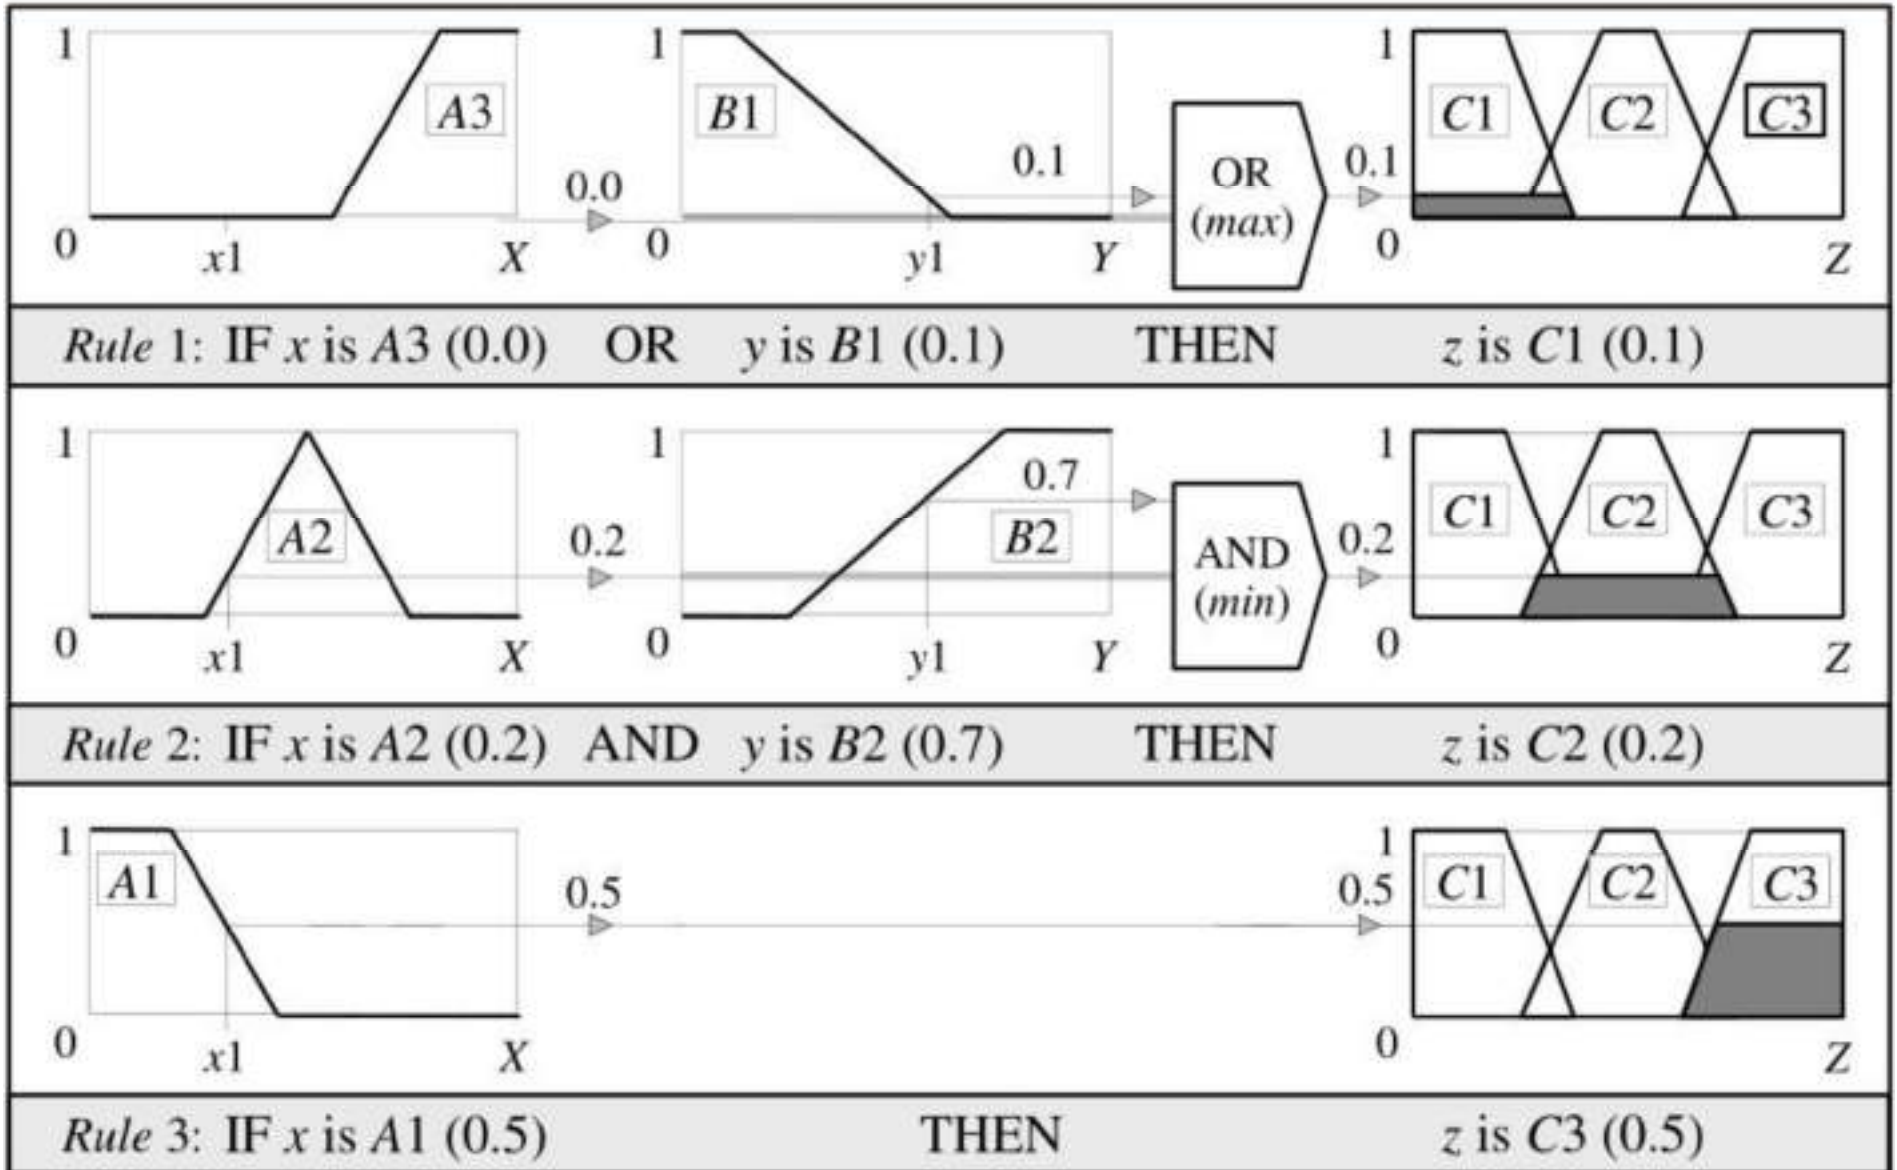 1 A3 1 B1 1 C1 C2 C3
0.0 0.1 OR (max) 0.1
0 x1 X 0 y1 Y 0 Z
Rule 1: IF x is A3 (0.0) OR y is B1 (0.1) THEN z is C1 (0.1)
1 A2 1 0.7 B2 1 C1 C2 C3
0.2 AND (min) 0.2
0 x1 X 0 y1 Y 0 Z
Rule 2: IF x is A2 (0.2) AND y is B2 (0.7) THEN z is C2 (0.2)
1 A1 1 C1 C2 C3
0.5 0.5
0 x1 X 0 Z
Rule 3: IF x is A1 (0.5) THEN z is C3 (0.5)